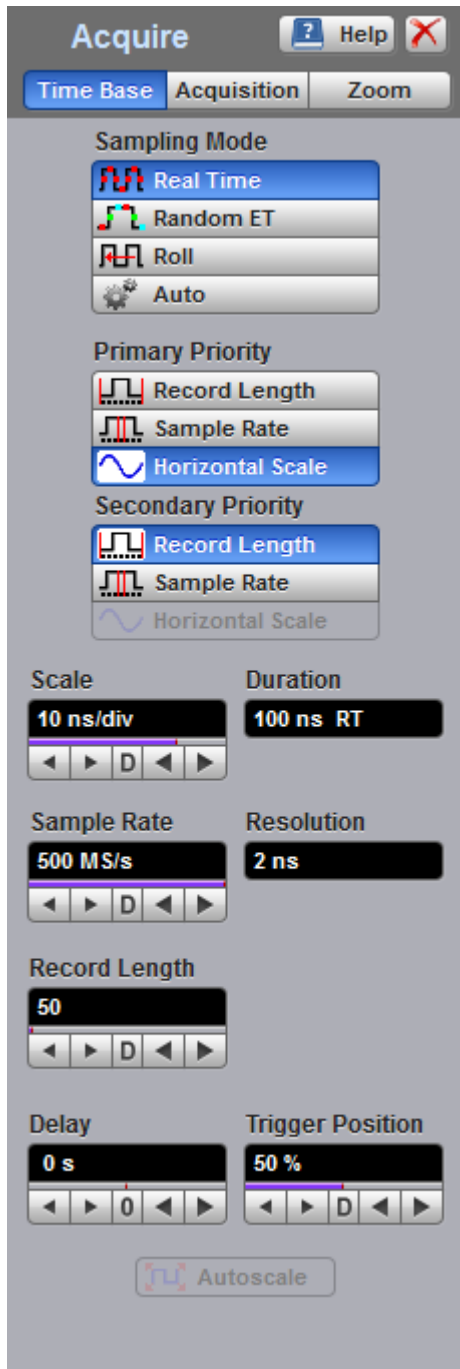 Acquire ? Help
Time Base Acquisition Zoom
Sampling Mode
Real Time
Random ET
Roll
Auto
Primary Priority
Record Length
Sample Rate
Horizontal Scale
Secondary Priority
Record Length
Sample Rate
Horizontal Scale
Scale Duration
10 ns/div 100 ns RT
D
Sample Rate Resolution
500 MS/s 2 ns
D
Record Length
50
D
Delay Trigger Position
0 s 50 %
0 D
Autoscale